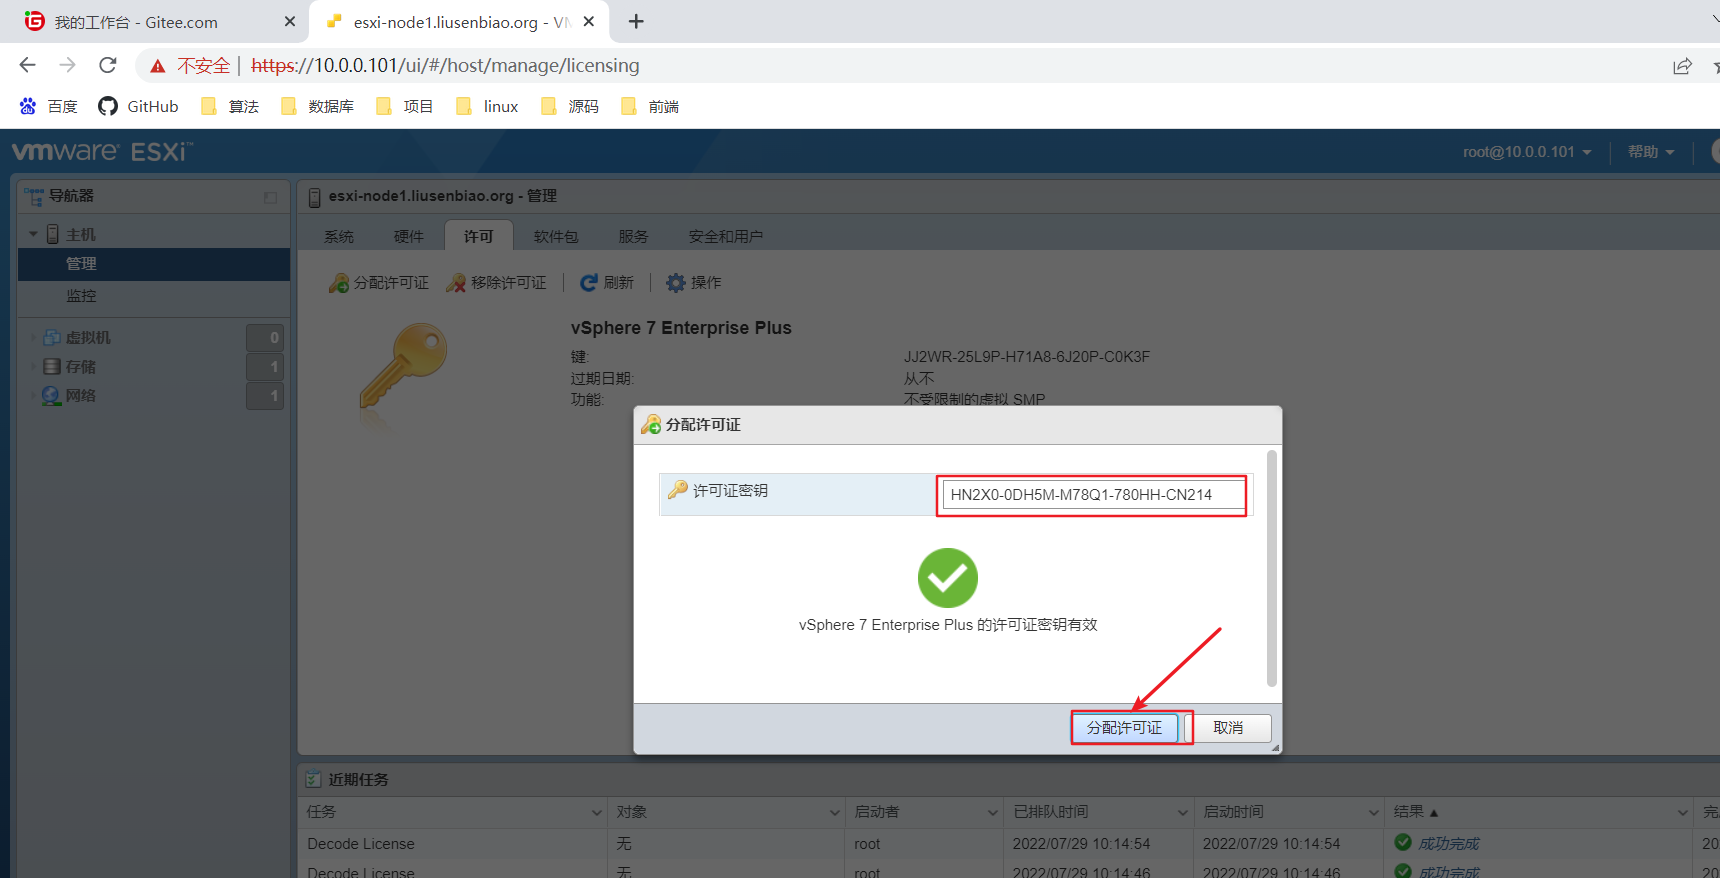 我的工作台 - Gitee.com
esxi-node1.liusenbiao.org - VM
不安全 | https://10.0.0.101/ui/#/host/manage/licensing
百度 GitHub 算法 数据库 项目 linux 源码 前端
vmware ESXi™
root@10.0.0.101 帮助
导航器
esxi-node1.liusenbiao.org - 管理
主机
系统 硬件 许可 软件包 服务 安全和用户
管理
分配许可证 移除许可证 刷新 操作
监控
虚拟机 0
存储 1
网络 1
vSphere 7 Enterprise Plus
键: JJ2WR-25L9P-H71A8-6J20P-C0K3F
过期日期: 从不
功能: 不受限制的虚拟 SMP
分配许可证
许可证密钥 HN2X0-0DH5M-M78Q1-780HH-CN214
vSphere 7 Enterprise Plus 的许可证密钥有效
分配许可证 取消
近期任务
任务 对象 启动者 已排队时间 启动时间 结果 完
Decode License 无 root 2022/07/29 10:14:54 2022/07/29 10:14:54 成功完成 20
Decode License 无 root 2022/07/29 10:14:46 2022/07/29 10:14:46 成功完成 20